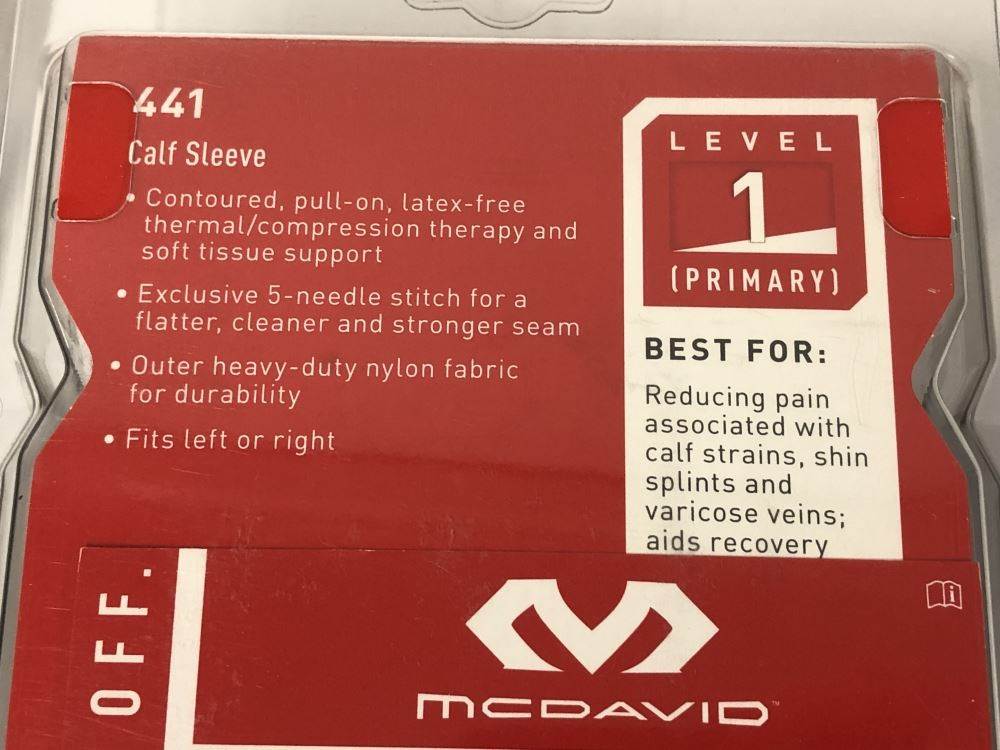 441
Calf Sleeve
• Contoured, pull-on, latex-free
thermal/compression therapy and
soft tissue support
• Exclusive 5-needle stitch for a
flatter, cleaner and stronger seam
• Outer heavy-duty nylon fabric
for durability
• Fits left or right
LEVEL
1
(PRIMARY)
BEST FOR:
Reducing pain
associated with
calf strains, shin
splints and
varicose veins;
aids recovery
OFF.
MCDAVID™
i